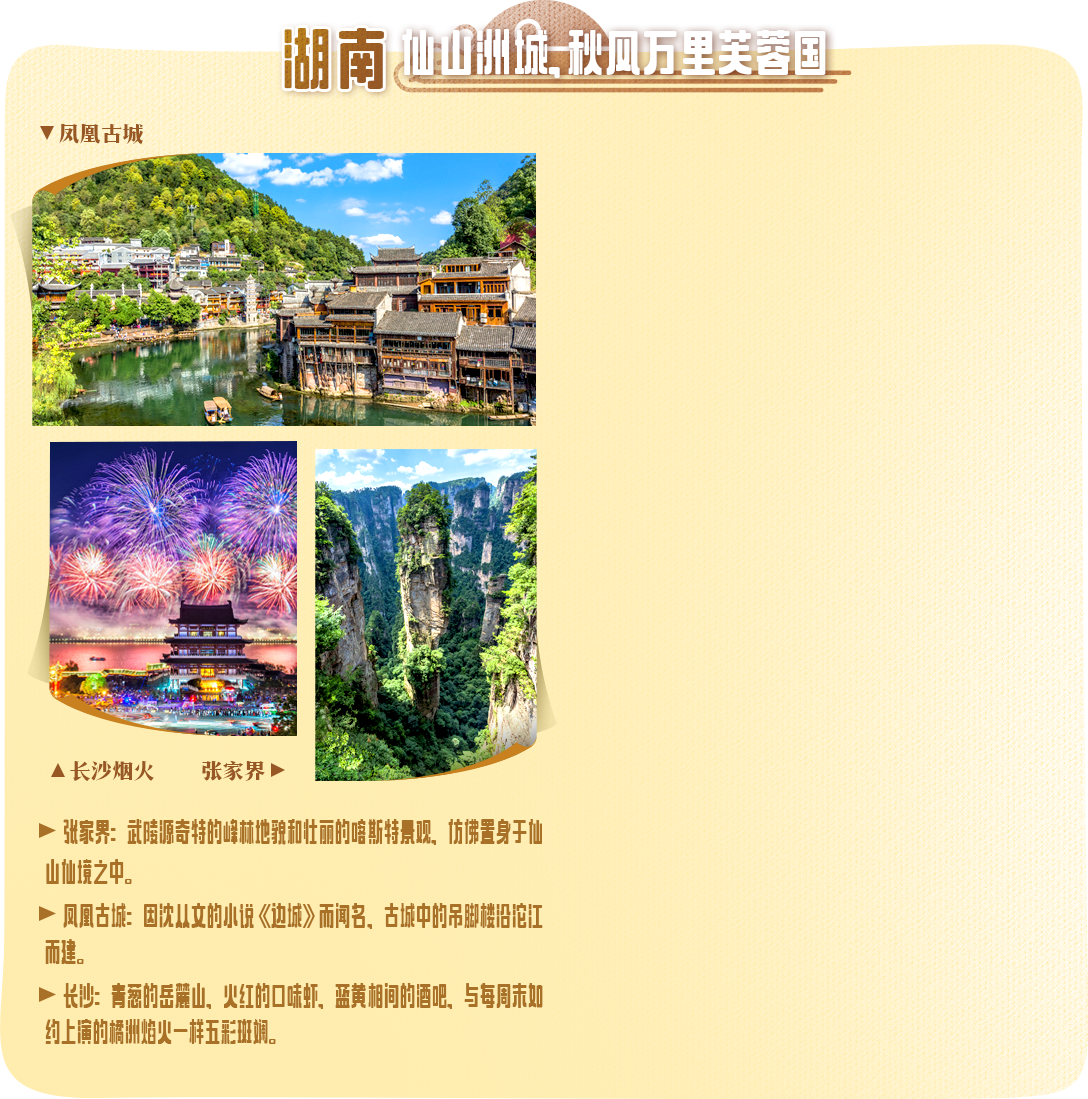 湖南 仙山洲城,秋风万里芙蓉国
▼凤凰古城
▲长沙烟火 张家界▶
▶ 张家界：武陵源奇特的峰林地貌和壮丽的喀斯特景观，仿佛置身于仙
山仙境之中。
▶ 凤凰古城：因沈从文的小说《边城》而闻名，古城中的吊脚楼沿沱江
而建。
▶ 长沙：青葱的岳麓山，火红的口味虾，蓝黄相间的酒吧，与每周末如
约上演的橘洲焰火一样五彩斑斓。